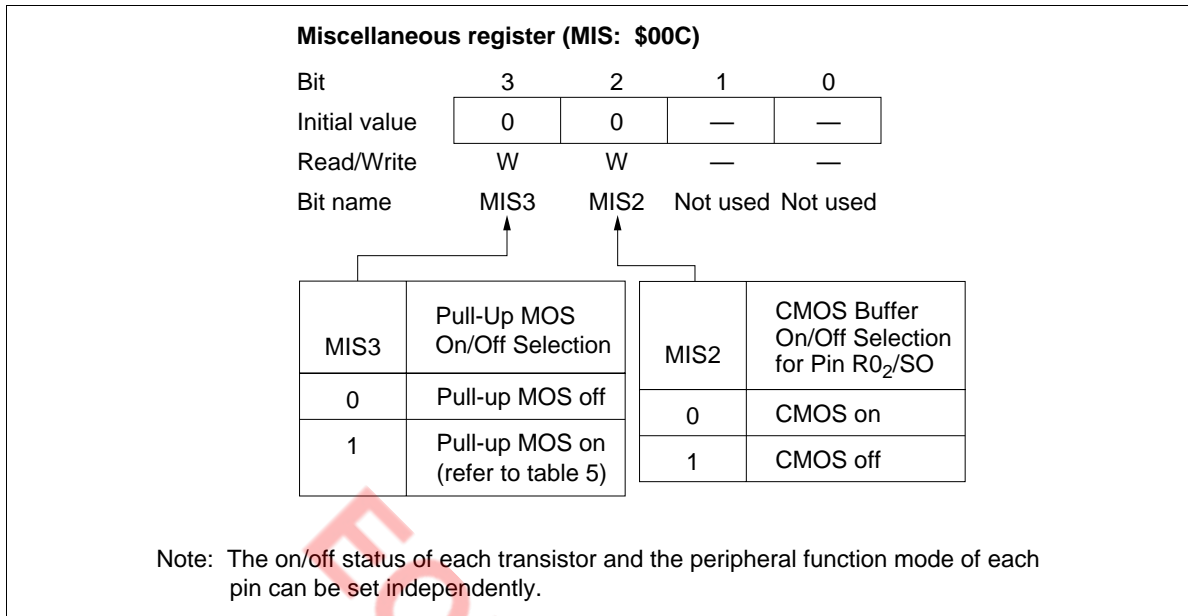 Miscellaneous register (MIS: $00C)
Bit 3 2 1 0
Initial value 0 0 — —
Read/Write W W — —
Bit name MIS3 MIS2 Not used Not used
MIS3
Pull-Up MOS
On/Off Selection
0 Pull-up MOS off
1 Pull-up MOS on
(refer to table 5)
MIS2
CMOS Buffer
On/Off Selection
for Pin R0₂/SO
0 CMOS on
1 CMOS off
Note: The on/off status of each transistor and the peripheral function mode of each
pin can be set independently.